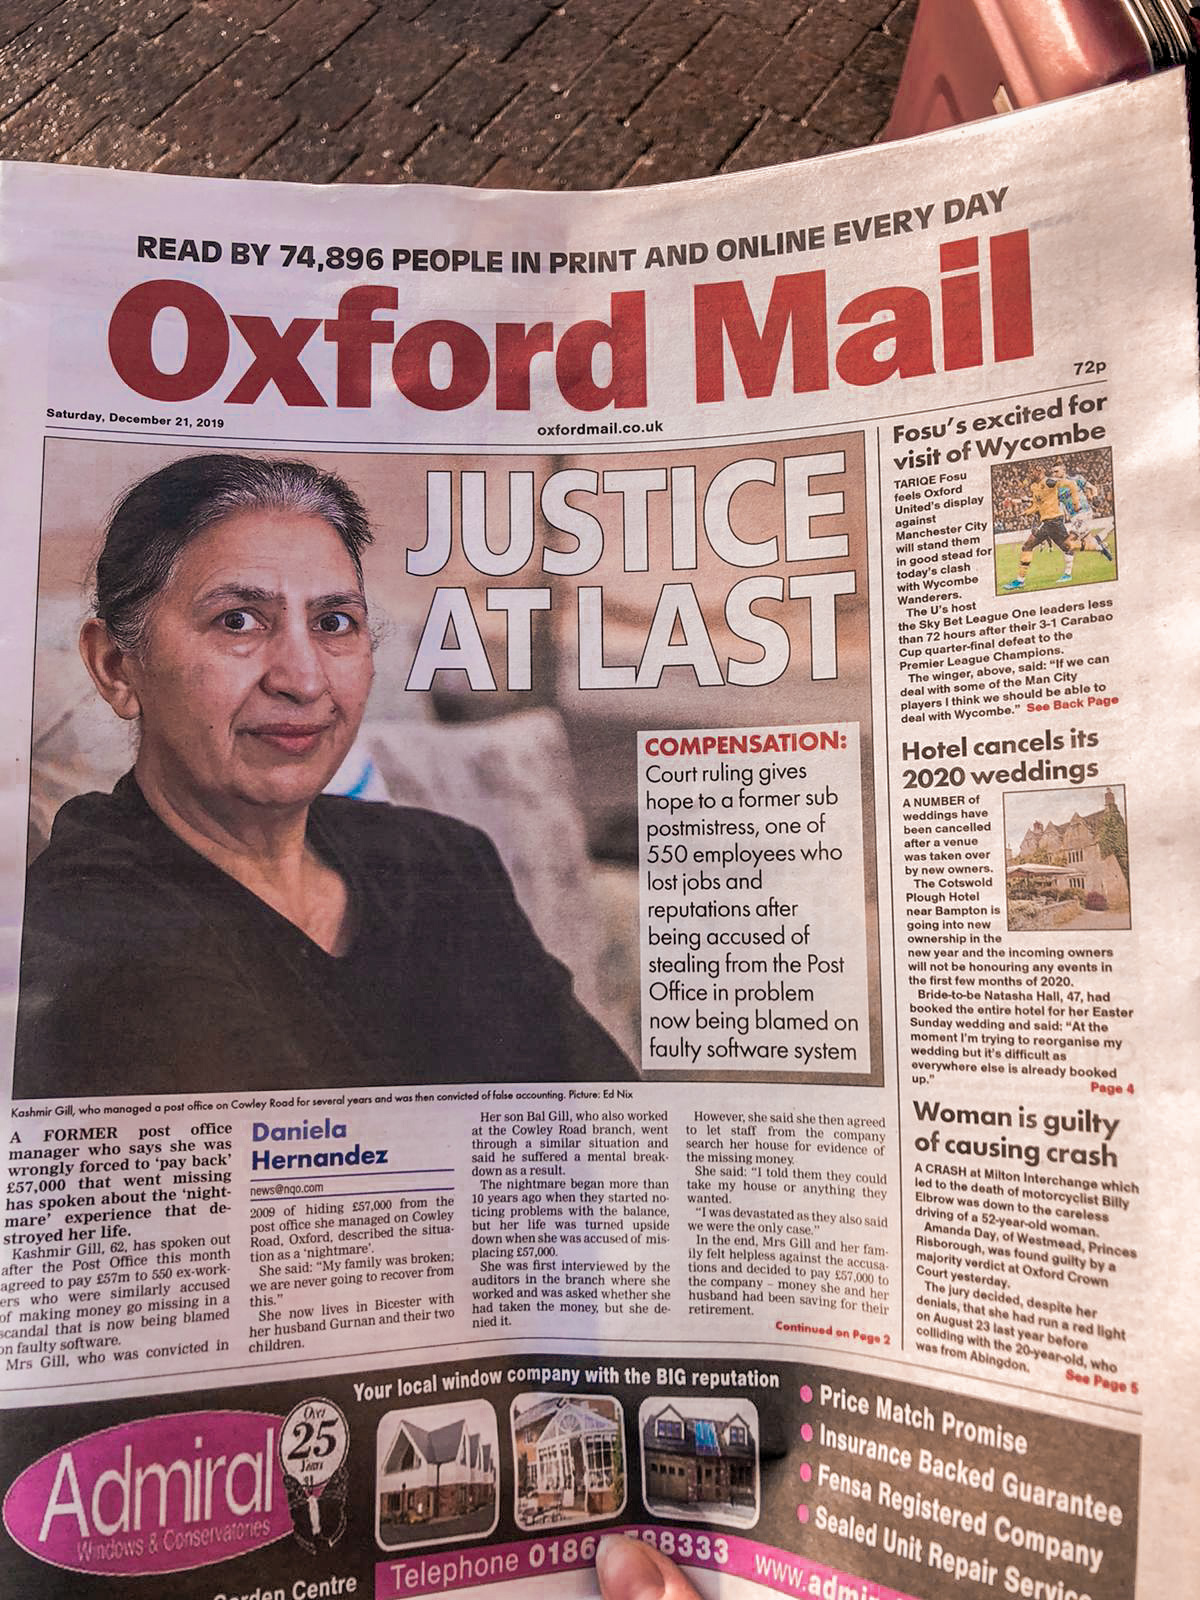 READ BY 74,896 PEOPLE IN PRINT AND ONLINE EVERY DAY
Oxford Mail
72p
Saturday, December 21, 2019
oxfordmail.co.uk
JUSTICE
AT LAST
COMPENSATION:
Court ruling gives
hope to a former sub
postmistress, one of
550 employees who
lost jobs and
reputations after
being accused of
stealing from the Post
Office in problem
now being blamed on
faulty software system
Kashmir Gill, who managed a post office on Cowley Road for several years and was then convicted of false accounting. Picture: Ed Nix
A FORMER post office
manager who says she was
wrongly forced to 'pay back'
£57,000 that went missing
has spoken about the 'night-
mare' experience that de-
stroyed her life.
Kashmir Gill, 62, has spoken out
after the Post Office this month
agreed to pay £57m to 550 ex-work-
ers who were similarly accused
of making money go missing in a
scandal that is now being blamed
on faulty software.
Mrs Gill, who was convicted in
Daniela
Hernandez
news@nqo.com
2009 of hiding £57,000 from the
post office she managed on Cowley
Road, Oxford, described the situa-
tion as a 'nightmare'.
She said: "My family was broken;
we are never going to recover from
this."
She now lives in Bicester with
her husband Gurnan and their two
children.
Her son Bal Gill, who also worked
at the Cowley Road branch, went
through a similar situation and
said he suffered a mental break-
down as a result.
The nightmare began more than
10 years ago when they started no-
ticing problems with the balance,
but her life was turned upside
down when she was accused of mis-
placing £57,000.
She was first interviewed by the
auditors in the branch where she
worked and was asked whether she
had taken the money, but she de-
nied it.
However, she said she then agreed
to let staff from the company
search her house for evidence of
the missing money.
She said: "I told them they could
take my house or anything they
wanted.
"I was devastated as they also said
we were the only case."
In the end, Mrs Gill and her fam-
ily felt helpless against the accusa-
tions and decided to pay £57,000 to
the company – money she and her
husband had been saving for their
retirement.
Continued on Page 2
Fosu's excited for
visit of Wycombe
TARIQE Fosu
feels Oxford
United's display
against
Manchester City
will stand them
in good stead for
today's clash
with Wycombe
Wanderers.
The U's host
the Sky Bet League One leaders less
than 72 hours after their 3-1 Carabao
Cup quarter-final defeat to the
Premier League Champions.
The winger, above, said: "If we can
deal with some of the Man City
players I think we should be able to
deal with Wycombe." See Back Page
Hotel cancels its
2020 weddings
A NUMBER of
weddings have
been cancelled
after a venue
was taken over
by new owners.
The Cotswold
Plough Hotel
near Bampton is
going into new
ownership in the
new year and the incoming owners
will not be honouring any events in
the first few months of 2020.
Bride-to-be Natasha Hall, 47, had
booked the entire hotel for her Easter
Sunday wedding and said: "At the
moment I'm trying to reorganise my
wedding but it's difficult as
everywhere else is already booked
up."
Page 4
Woman is guilty
of causing crash
A CRASH at Milton Interchange which
led to the death of motorcyclist Billy
Elbrow was down to the careless
driving of a 52-year-old woman.
Amanda Day, of Westmead, Princes
Risborough, was found guilty by a
majority verdict at Oxford Crown
Court yesterday.
The jury decided, despite her
denials, that she had run a red light
on August 23 last year before
colliding with the 20-year-old, who
was from Abingdon.
See Page 5
Your local window company with the BIG reputation
Admiral
Windows & Conservatories
Over
25
Years
Price Match Promise
Insurance Backed Guarantee
Fensa Registered Company
Sealed Unit Repair Service
Garden Centre
Telephone 0186 88333 www.admi